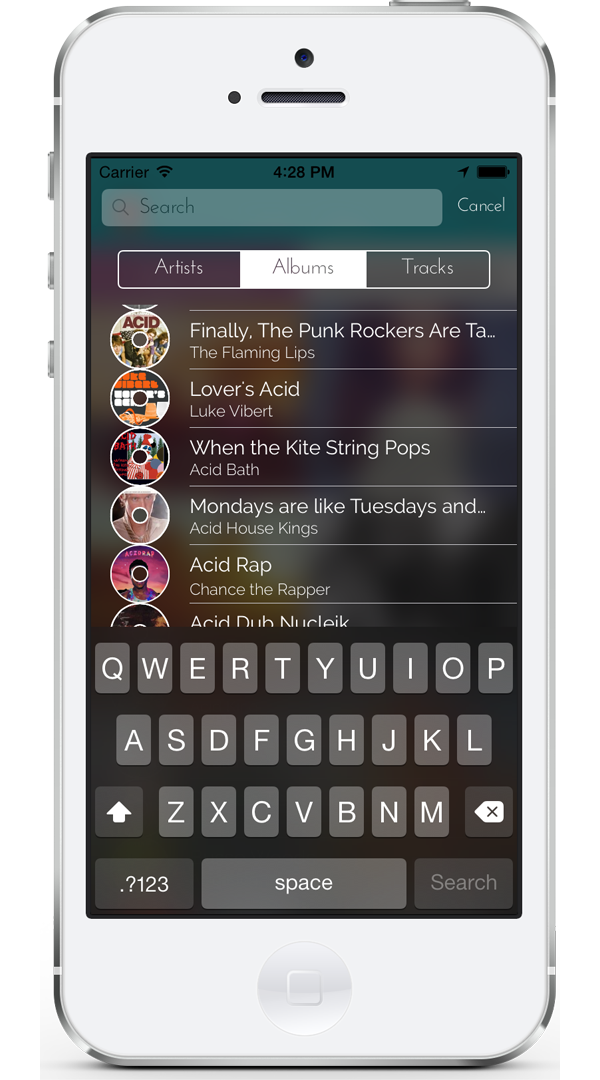 Carrier 4:28 PM
Search Cancel
Artists Albums Tracks
ACID
Finally, The Punk Rockers Are Ta...
The Flaming Lips
Lover's Acid
Luke Vibert
When the Kite String Pops
Acid Bath
Mondays are like Tuesdays and...
Acid House Kings
ACIDRAP
Acid Rap
Chance the Rapper
Acid Dub Nucleik
Q W E R T Y U I O P
A S D F G H J K L
Z X C V B N M
.?123 space Search